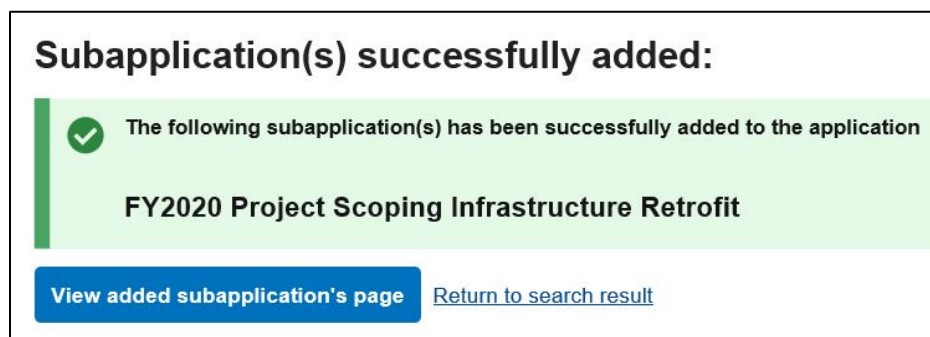 Subapplication(s) successfully added:
The following subapplication(s) has been successfully added to the application
FY2020 Project Scoping Infrastructure Retrofit
View added subapplication's page Return to search result